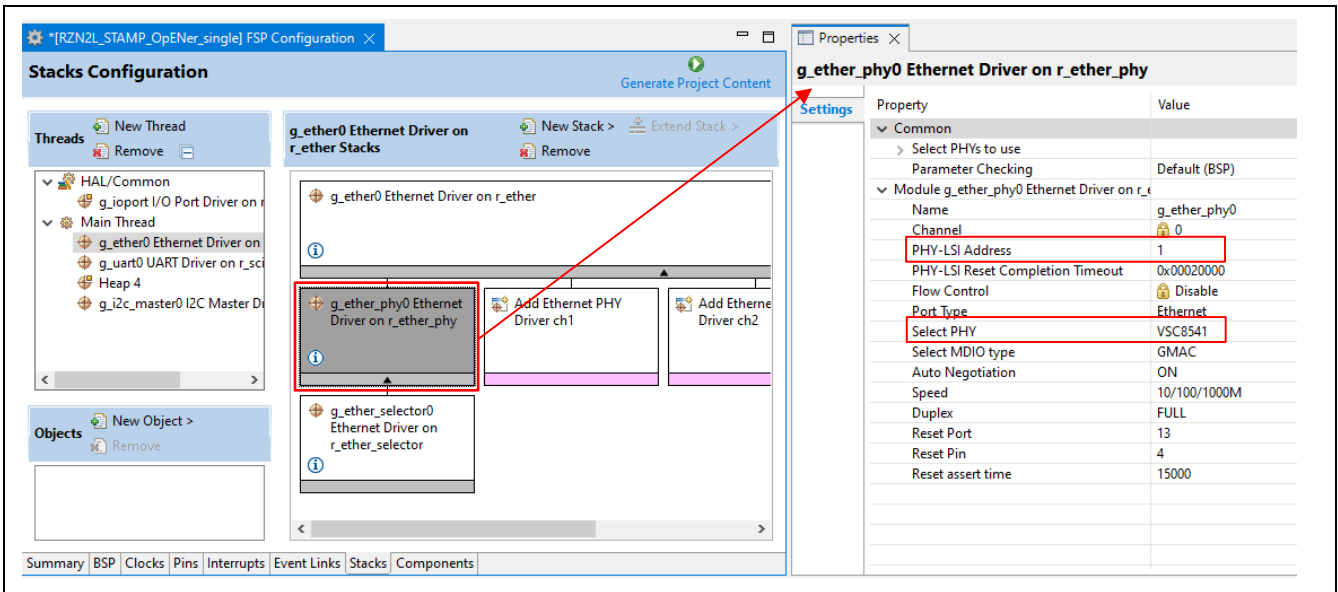 *[RZN2L_STAMP_OpENer_single] FSP Configuration
Stacks Configuration
Generate Project Content
Threads
New Thread
Remove
HAL/Common
g_ioport I/O Port Driver on r
Main Thread
g_ether0 Ethernet Driver on
g_uart0 UART Driver on r_sci
Heap 4
g_i2c_master0 I2C Master Dr
Objects
New Object >
Remove
g_ether0 Ethernet Driver on
r_ether Stacks
New Stack >
Extend Stack >
Remove
g_ether0 Ethernet Driver on r_ether
g_ether_phy0 Ethernet
Driver on r_ether_phy
Add Ethernet PHY
Driver ch1
Add Etherne
Driver ch2
g_ether_selector0
Ethernet Driver on
r_ether_selector
Summary BSP Clocks Pins Interrupts Event Links Stacks Components
Properties
g_ether_phy0 Ethernet Driver on r_ether_phy
Settings
Property Value
Common
Select PHYs to use
Parameter Checking Default (BSP)
Module g_ether_phy0 Ethernet Driver on r_e
Name g_ether_phy0
Channel 0
PHY-LSI Address 1
PHY-LSI Reset Completion Timeout 0x00020000
Flow Control Disable
Port Type Ethernet
Select PHY VSC8541
Select MDIO type GMAC
Auto Negotiation ON
Speed 10/100/1000M
Duplex FULL
Reset Port 13
Reset Pin 4
Reset assert time 15000